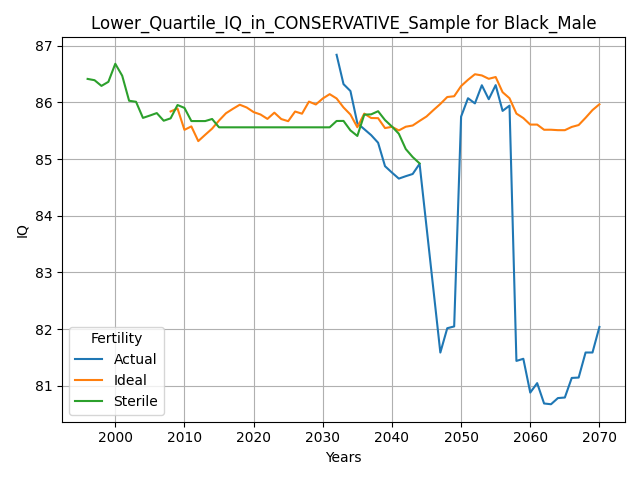 Lower_Quartile_IQ_in_CONSERVATIVE_Sample for Black_Male
87
86
85
84
83
82
81
IQ
Fertility
Actual
Ideal
Sterile
2000 2010 2020 2030 2040 2050 2060 2070
Years